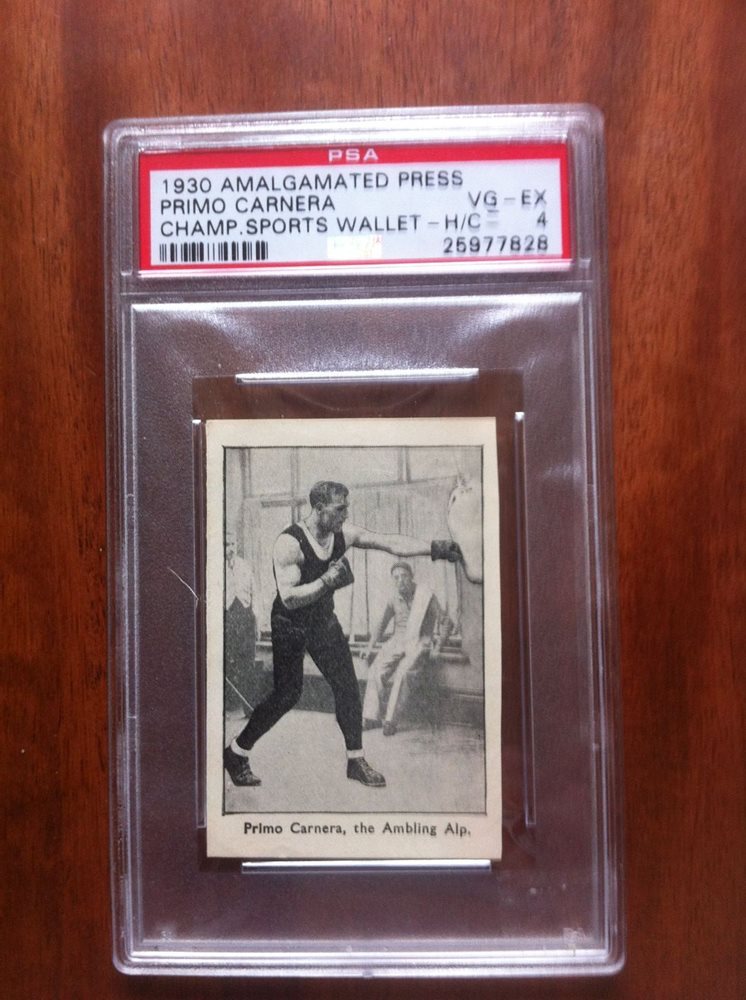 PSA
1930 AMALGAMATED PRESS
PRIMO CARNERA VG - EX
CHAMP.SPORTS WALLET - H/C 4
25977828
Primo Carnera, the Ambling Alp.